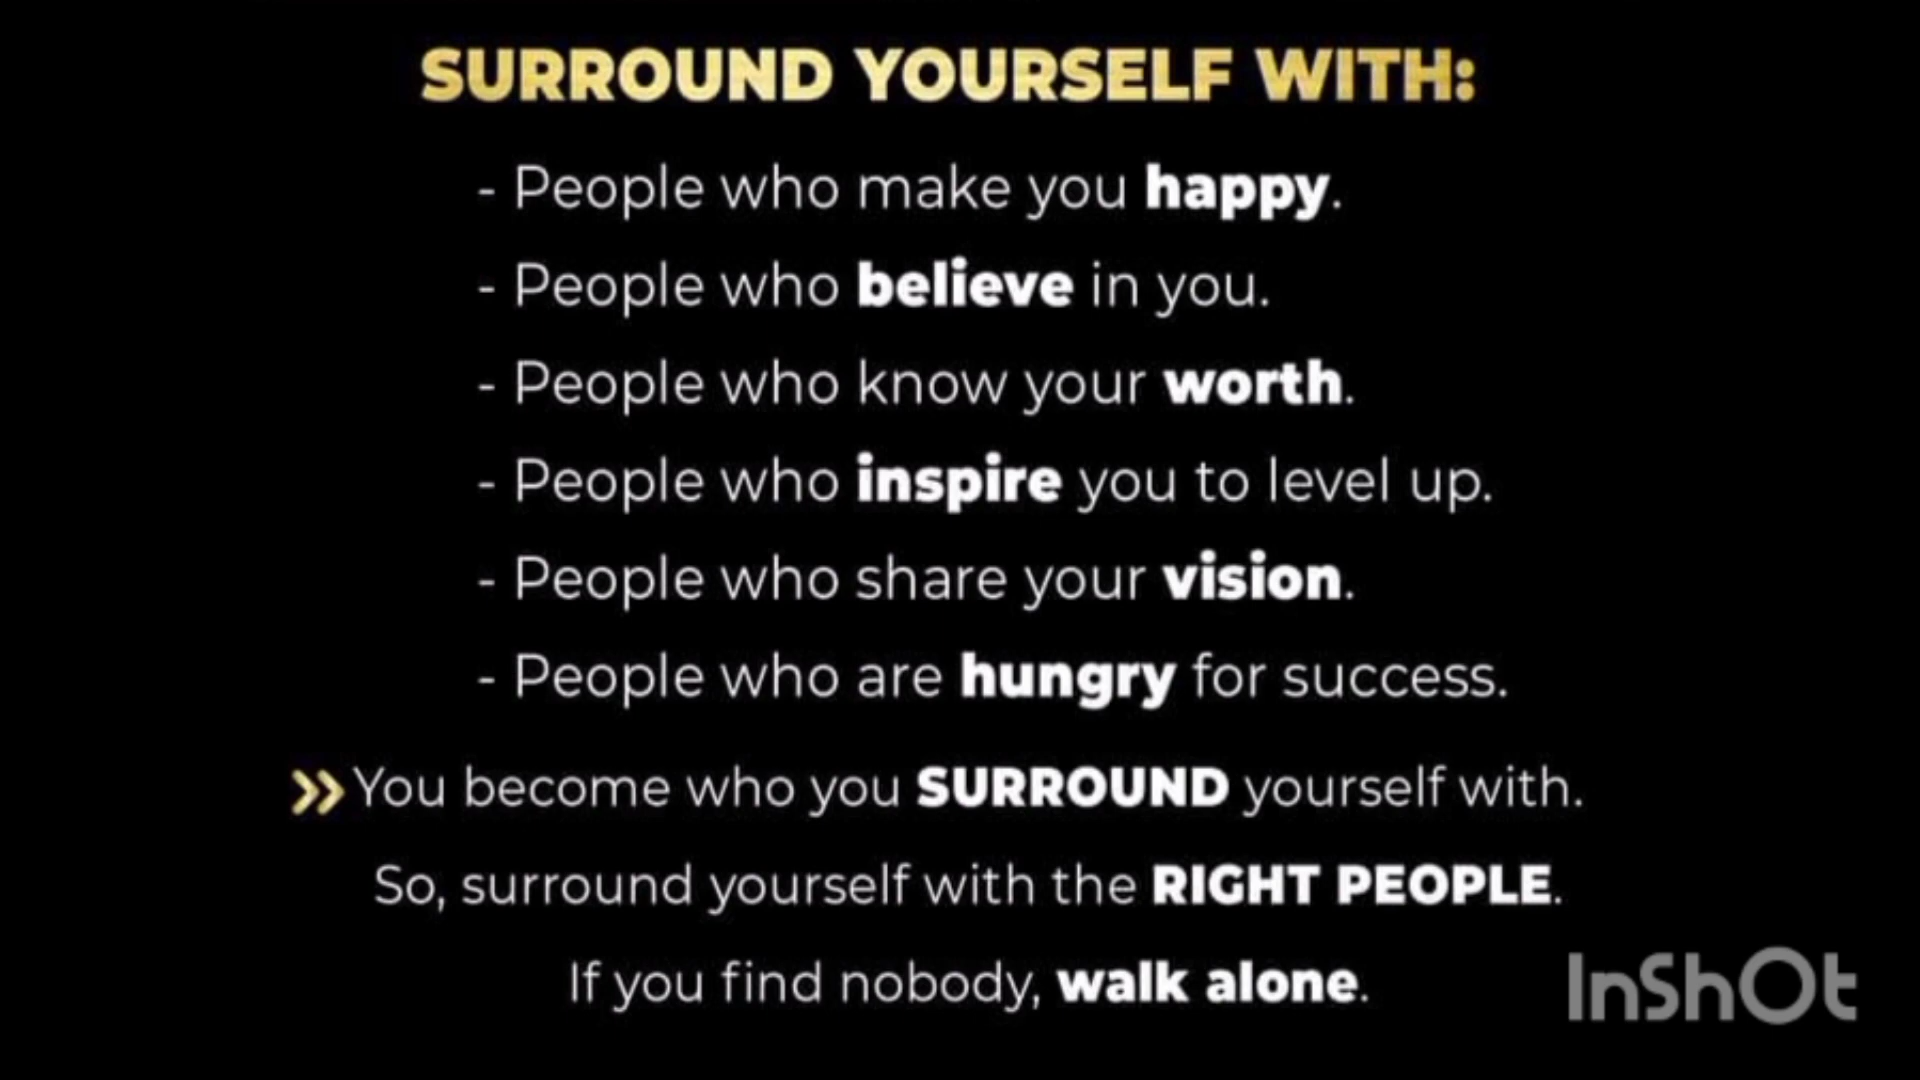 SURROUND YOURSELF WITH:
- People who make you happy.
- People who believe in you.
- People who know your worth.
- People who inspire you to level up.
- People who share your vision.
- People who are hungry for success.
» You become who you SURROUND yourself with.
So, surround yourself with the RIGHT PEOPLE.
If you find nobody, walk alone.
InShOt